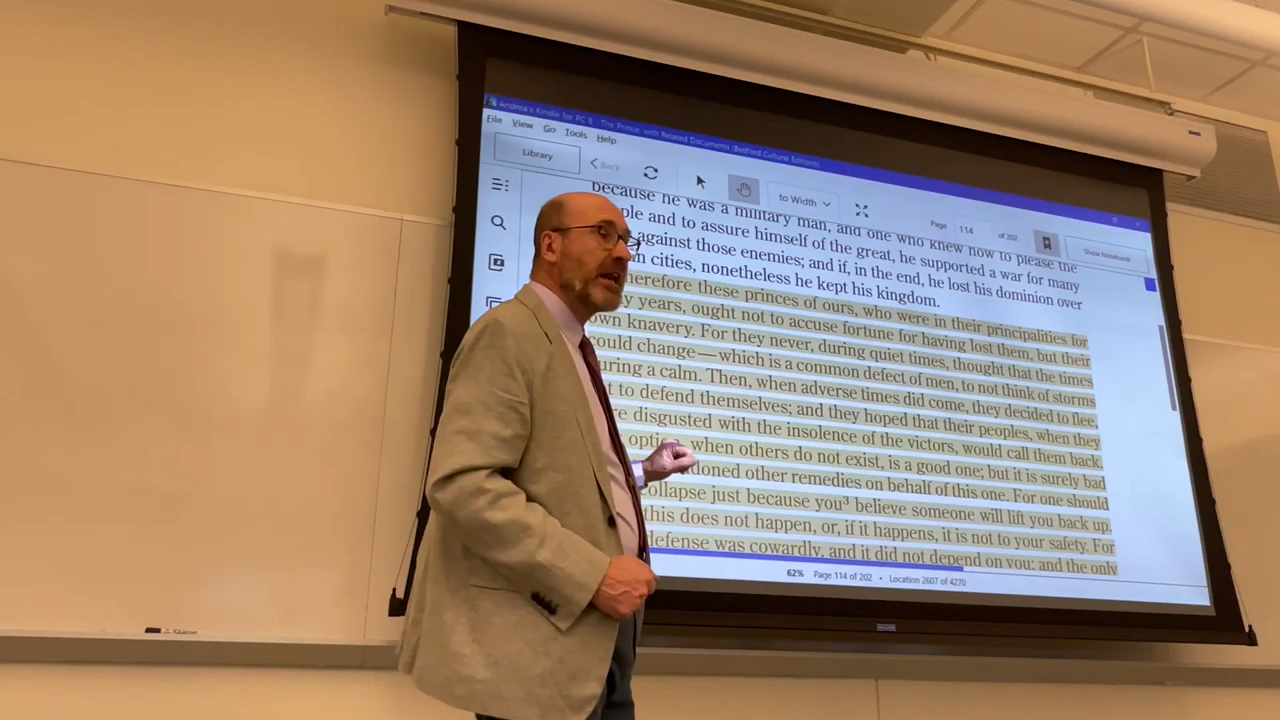 Andrea's Kindle for PC 5 - The Prince: with Related Documents (Bedford Cultural Editions)
File View Go Tools Help
Library
Back
to Width
Page 114 of 202
Show Notebook
because he was a military man, and one who knew how to please the
ple and to assure himself of the great, he supported a war for many
against those enemies; and if, in the end, he lost his dominion over
cities, nonetheless he kept his kingdom.
herefore these princes of ours, who were in their principalities for
y years, ought not to accuse fortune for having lost them, but their
own knavery. For they never, during quiet times, thought that the times
ould change—which is a common defect of men, to not think of storms
uring a calm. Then, when adverse times did come, they decided to flee,
t to defend themselves; and they hoped that their peoples, when they
re disgusted with the insolence of the victors, would call them back.
option, when others do not exist, is a good one; but it is surely bad
doned other remedies on behalf of this one. For one should
collapse just because you³ believe someone will lift you back up,
this does not happen, or, if it happens, it is not to your safety. For
defense was cowardly, and it did not depend on you; and the only
62% Page 114 of 202 • Location 2607 of 4270